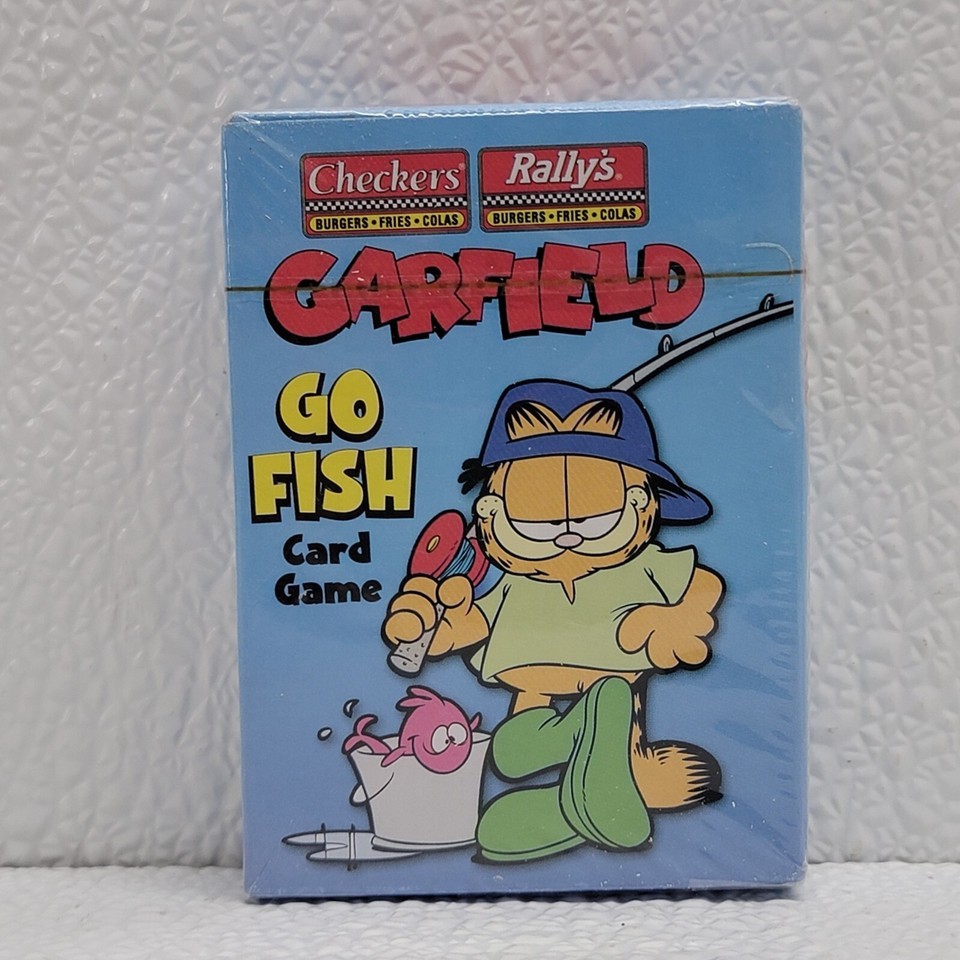 Checkers® Rally's®
BURGERS • FRIES • COLAS BURGERS • FRIES • COLAS
GARFIELD
GO
FISH
Card
Game